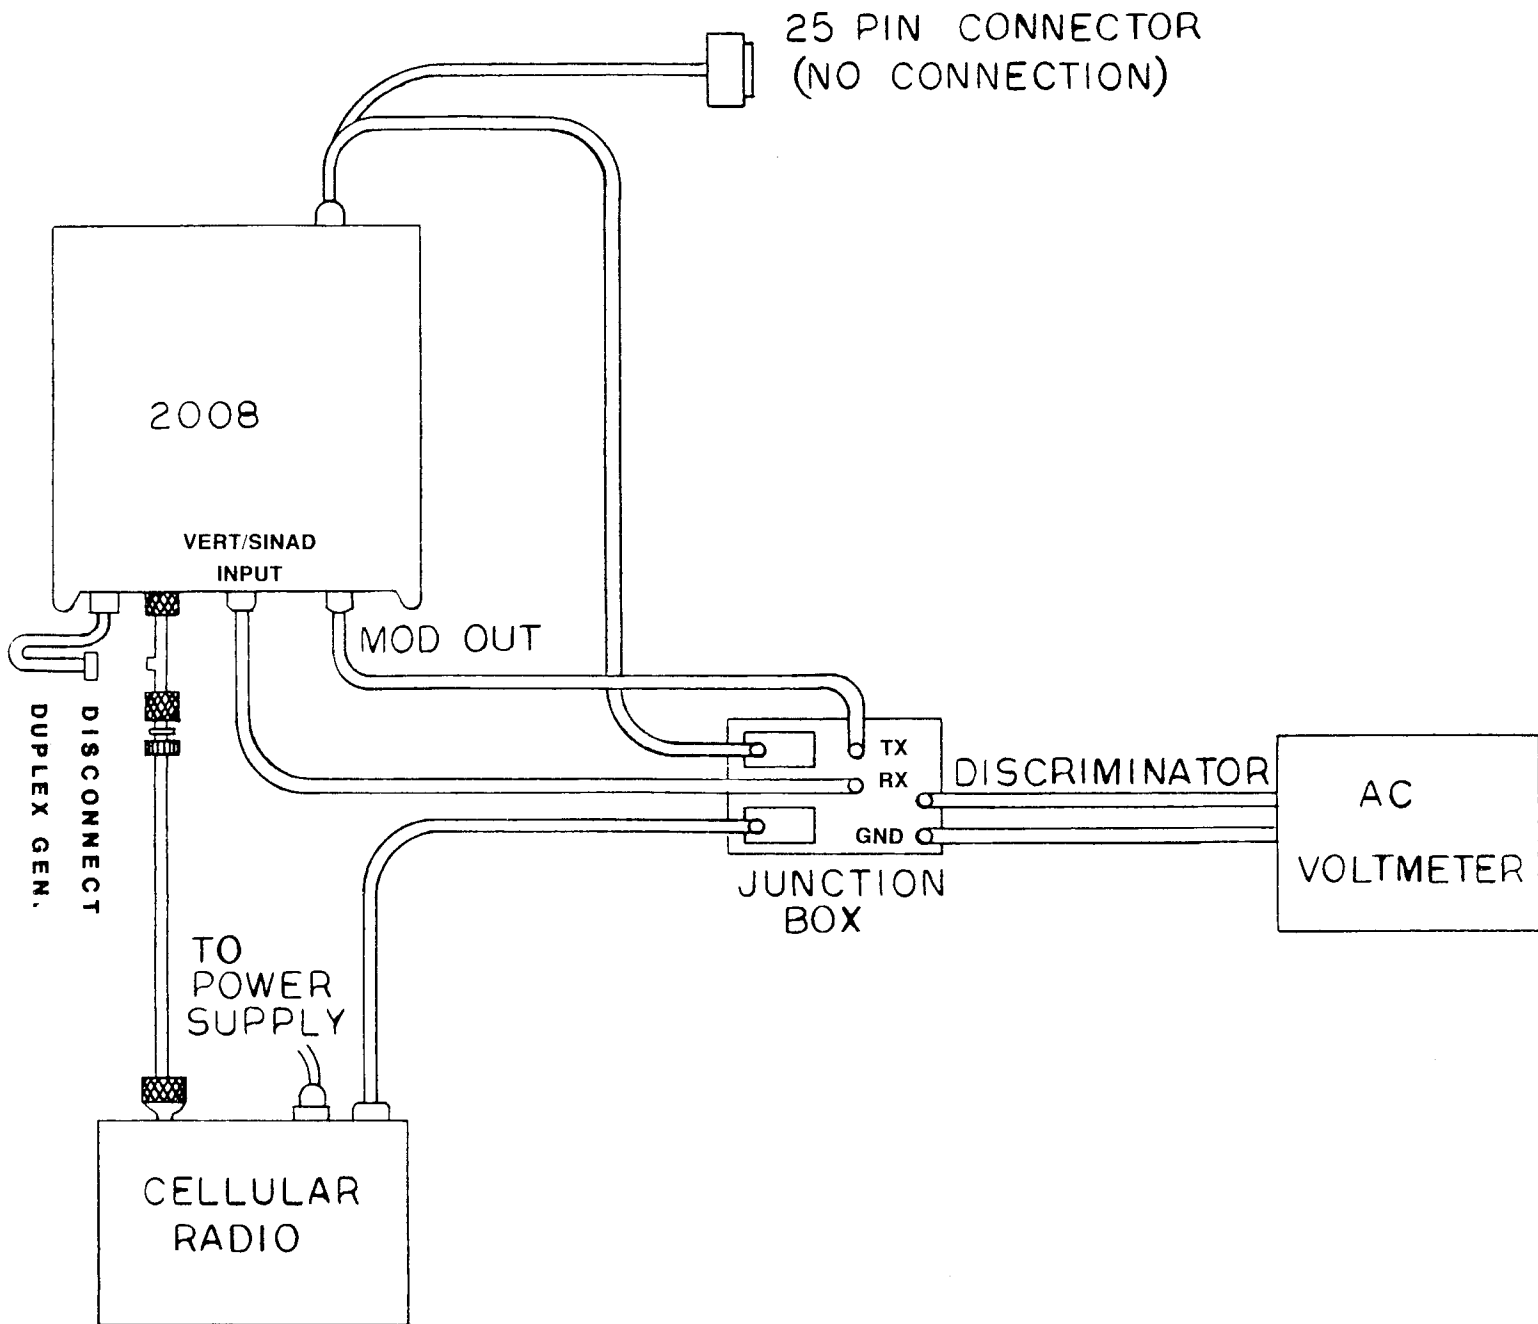 25 PIN CONNECTOR
(NO CONNECTION)
2008
VERT/SINAD
INPUT
MOD OUT
DISCONNECT
DUPLEX GEN.
TX
RX
GND
DISCRIMINATOR
AC
VOLTMETER
JUNCTION
BOX
TO
POWER
SUPPLY
CELLULAR
RADIO